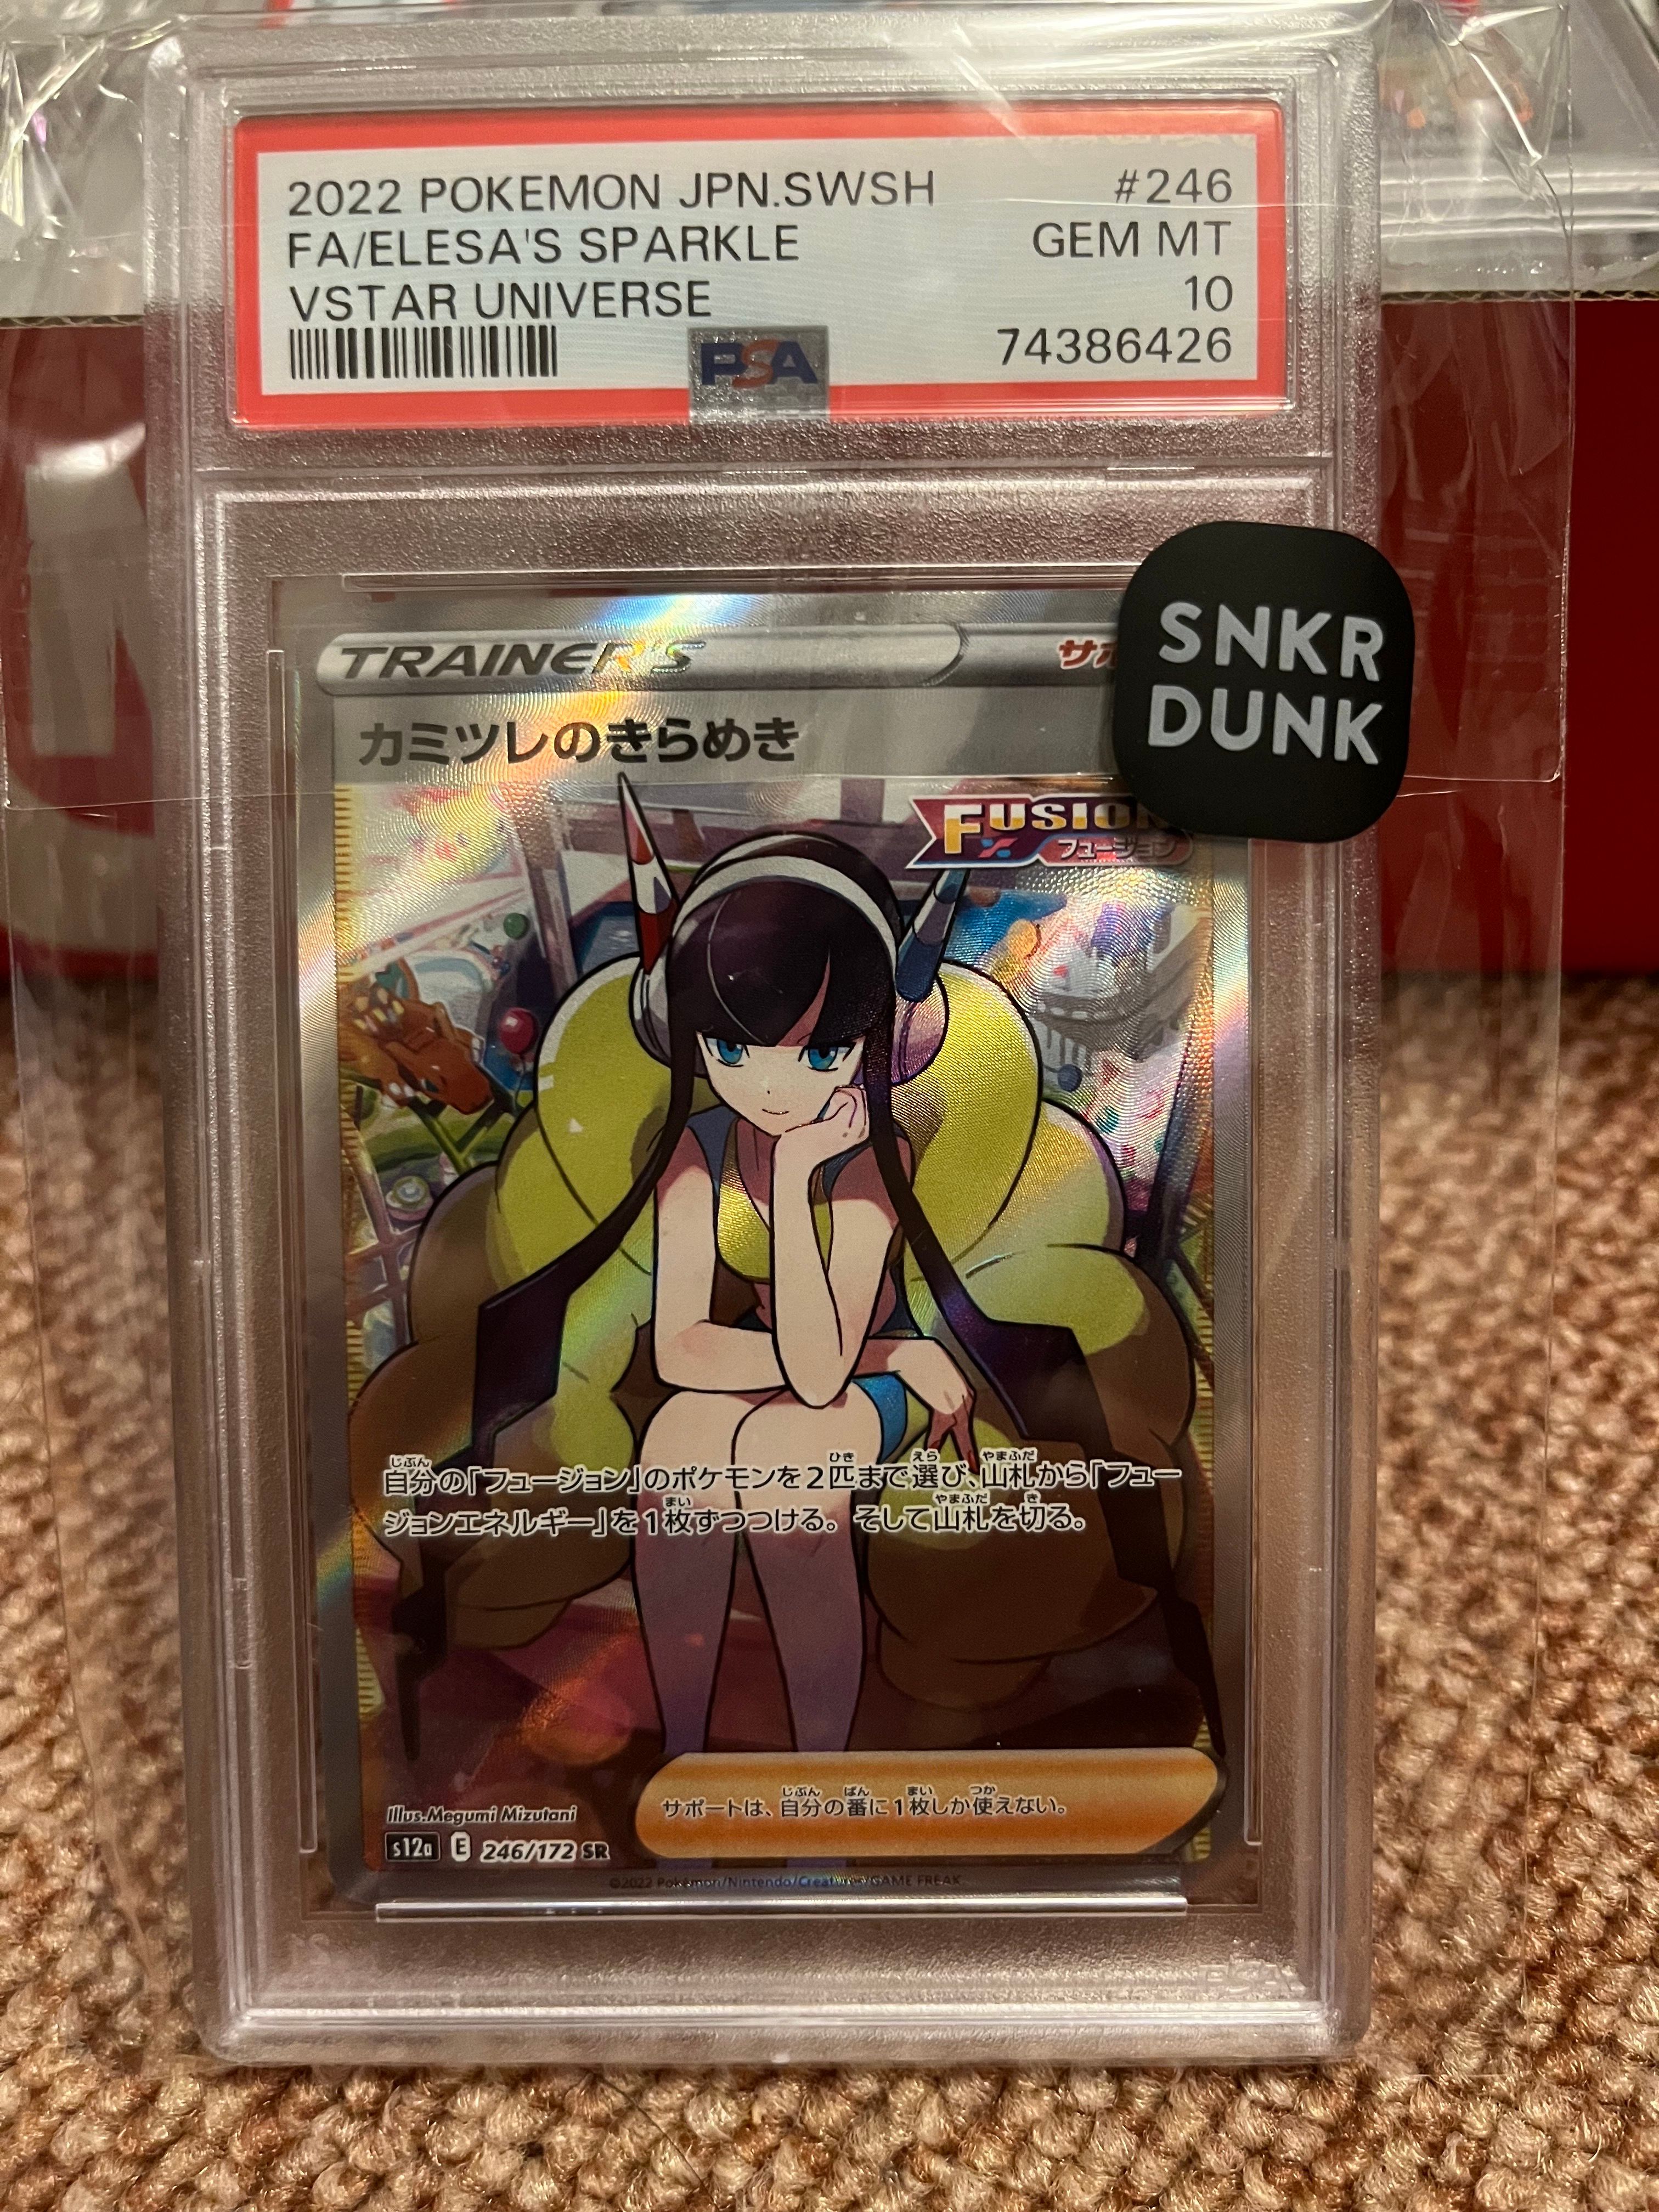 2022 POKEMON JPN.SWSH #246
FA/ELESA'S SPARKLE GEM MT
VSTAR UNIVERSE 10
74386426
PSA
SNKR
DUNK
TRAINER'S
カミツレのきらめき
FUSION
フュージョン
自分の「フュージョン」のポケモンを2匹まで選び、山札から「フュー
ジョンエネルギー」を1枚ずつつける。そして山札を切る。
サポートは、自分の番に1枚しか使えない。
Illus.Megumi Mizutani
s12a E 246/172 SR
©2022 Pokémon/Nintendo/Creatures/GAME FREAK